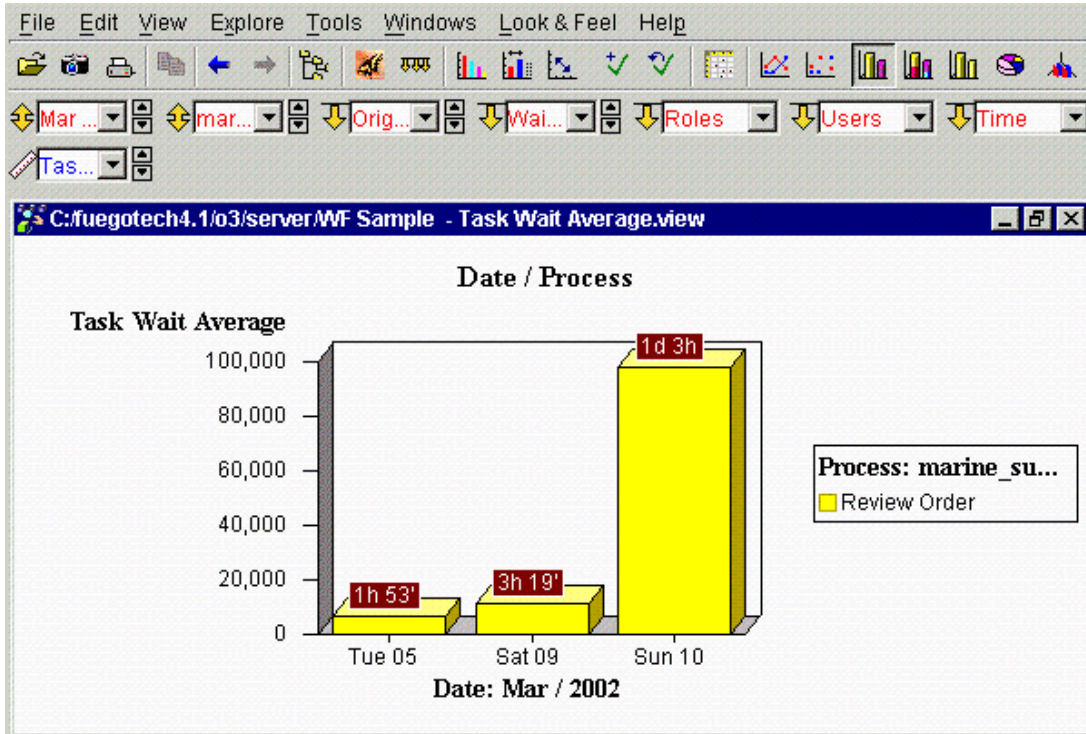 File Edit View Explore Tools Windows Look & Feel Help
Mar ... mar... Orig... Wai... Roles Users Time
Tas...
C:/fuegotech4.1/o3/server/WF Sample - Task Wait Average.view
Date / Process
Task Wait Average
100,000
80,000
60,000
40,000
20,000
0
1h 53'
3h 19'
1d 3h
Tue 05 Sat 09 Sun 10
Date: Mar / 2002
Process: marine_su...
Review Order